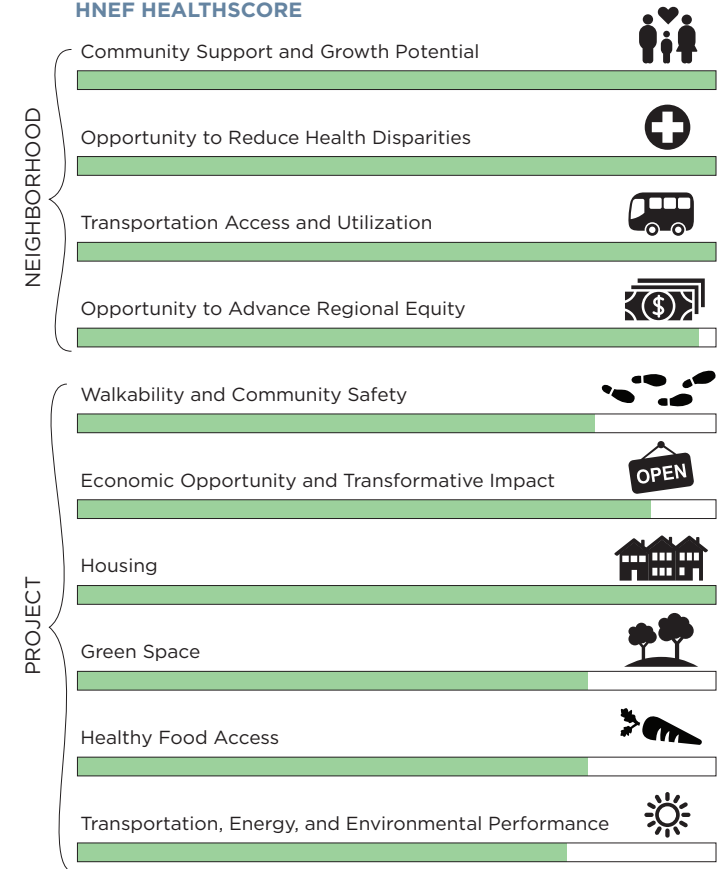 HNEF HEALTHSCORE
NEIGHBORHOOD
Community Support and Growth Potential
Opportunity to Reduce Health Disparities
Transportation Access and Utilization
Opportunity to Advance Regional Equity
$
PROJECT
Walkability and Community Safety
Economic Opportunity and Transformative Impact
OPEN
Housing
Green Space
Healthy Food Access
Transportation, Energy, and Environmental Performance